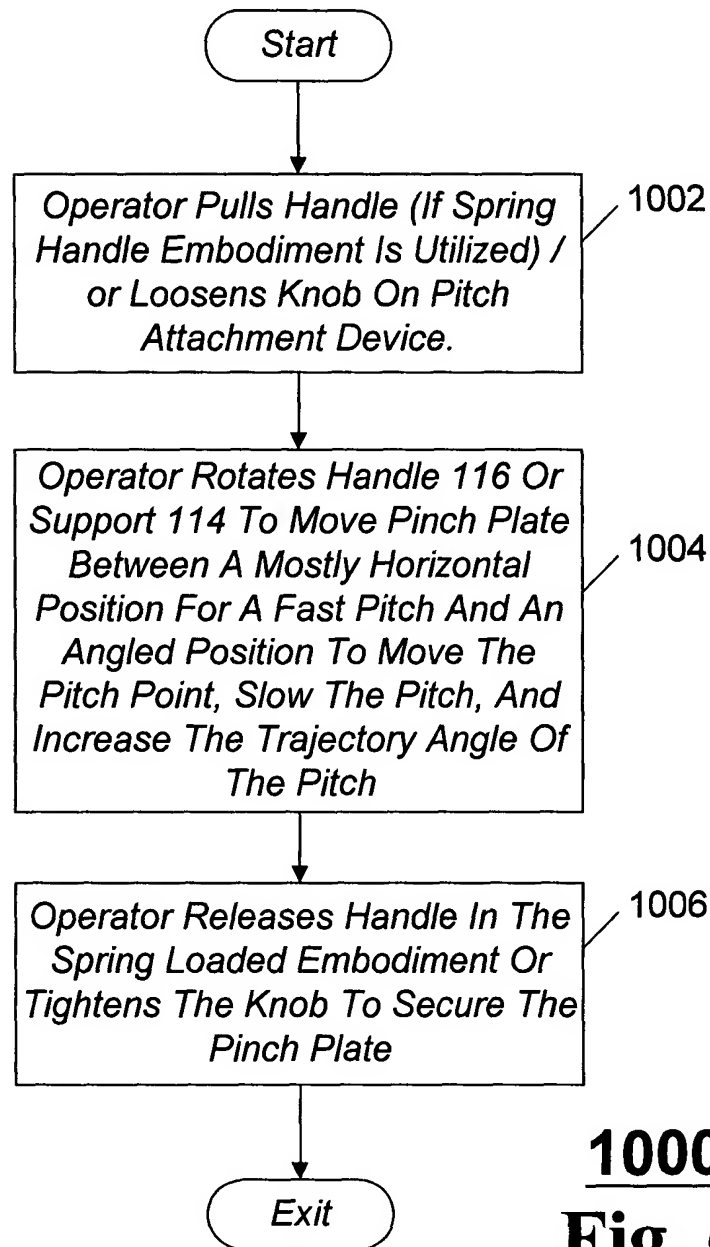 Start
Operator Pulls Handle (If Spring
Handle Embodiment Is Utilized) /
or Loosens Knob On Pitch
Attachment Device.
1002
Operator Rotates Handle 116 Or
Support 114 To Move Pinch Plate
Between A Mostly Horizontal
Position For A Fast Pitch And An
Angled Position To Move The
Pitch Point, Slow The Pitch, And
Increase The Trajectory Angle Of
The Pitch
1004
Operator Releases Handle In The
Spring Loaded Embodiment Or
Tightens The Knob To Secure The
Pinch Plate
1006
Exit
1000
Fig.